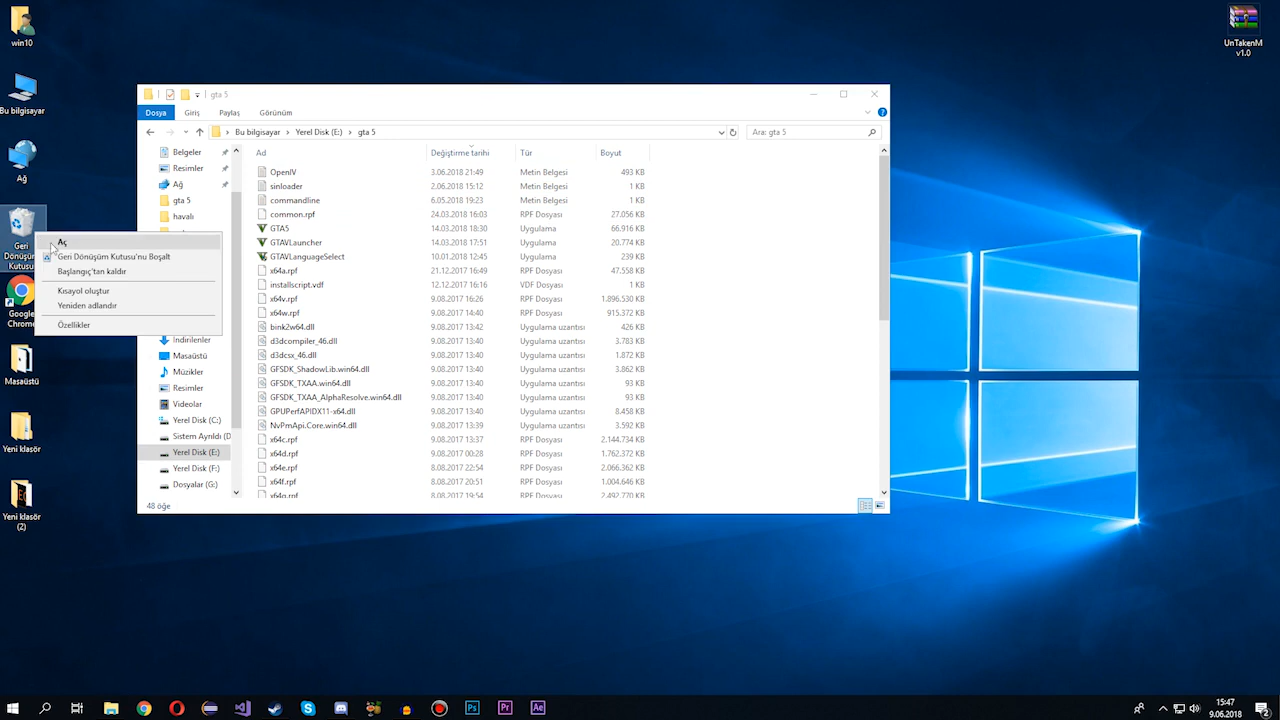 win10
Bu bilgisayar
Ağ
Geri
Dönüşüm
Kutusu
Google
Chrome
Masaüstü
Yeni klasör
Yeni klasör
(2)
UnTakenM
v1.0
gta 5
Dosya Giriş Paylaş Görünüm
Bu bilgisayar Yerel Disk (E:) gta 5
Ara: gta 5
Belgeler
Resimler
Ağ
gta 5
havalı
Aç
Geri Dönüşüm Kutusu'nu Boşalt
Başlangıç'tan kaldır
Kısayol oluştur
Yeniden adlandır
Özellikler
İndirilenler
Masaüstü
Müzikler
Resimler
Videolar
Yerel Disk (C:)
Sistem Ayrıldı (D
Yerel Disk (E:)
Yerel Disk (F:)
Dosyalar (G:)
Ad Değiştirme tarihi Tür Boyut
OpenIV 3.06.2018 21:49 Metin Belgesi 493 KB
sinloader 2.06.2018 15:12 Metin Belgesi 1 KB
commandline 6.05.2018 19:23 Metin Belgesi 1 KB
common.rpf 24.03.2018 16:03 RPF Dosyası 27.056 KB
GTA5 14.03.2018 18:30 Uygulama 66.916 KB
GTAVLauncher 14.03.2018 17:51 Uygulama 20.774 KB
GTAVLanguageSelect 10.01.2018 12:45 Uygulama 239 KB
x64a.rpf 21.12.2017 16:49 RPF Dosyası 47.558 KB
installscript.vdf 12.12.2017 16:16 VDF Dosyası 1 KB
x64v.rpf 9.08.2017 16:26 RPF Dosyası 1.896.530 KB
x64w.rpf 9.08.2017 14:40 RPF Dosyası 915.372 KB
bink2w64.dll 9.08.2017 13:42 Uygulama uzantısı 426 KB
d3dcompiler_46.dll 9.08.2017 13:40 Uygulama uzantısı 3.783 KB
d3dcsx_46.dll 9.08.2017 13:40 Uygulama uzantısı 1.872 KB
GFSDK_ShadowLib.win64.dll 9.08.2017 13:40 Uygulama uzantısı 3.862 KB
GFSDK_TXAA.win64.dll 9.08.2017 13:40 Uygulama uzantısı 93 KB
GFSDK_TXAA_AlphaResolve.win64.dll 9.08.2017 13:40 Uygulama uzantısı 93 KB
GPUPerfAPIDX11-x64.dll 9.08.2017 13:40 Uygulama uzantısı 8.458 KB
NvPmApi.Core.win64.dll 9.08.2017 13:39 Uygulama uzantısı 3.592 KB
x64c.rpf 9.08.2017 13:37 RPF Dosyası 2.144.734 KB
x64d.rpf 9.08.2017 00:28 RPF Dosyası 1.762.372 KB
x64e.rpf 8.08.2017 22:54 RPF Dosyası 2.066.362 KB
x64f.rpf 8.08.2017 20:51 RPF Dosyası 1.004.646 KB
x64g.rpf 8.08.2017 19:54 RPF Dosyası 2.492.770 KB
48 öğe
Ps Pr Ae
15:47
9.06.2018
2